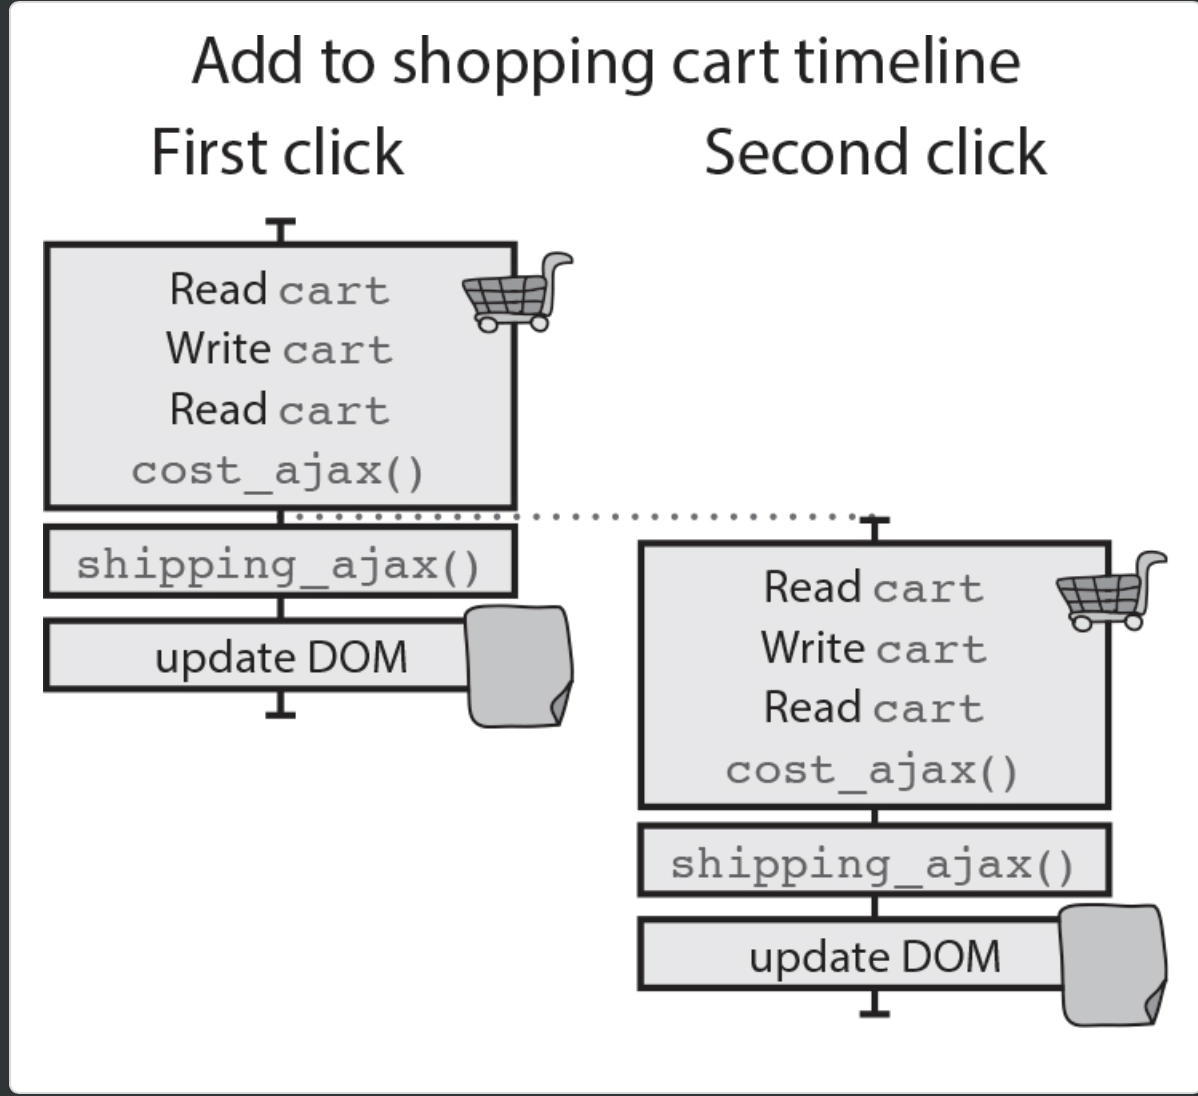 Add to shopping cart timeline
First click
Read cart
Write cart
Read cart
cost_ajax()
shipping_ajax()
update DOM
Second click
Read cart
Write cart
Read cart
cost_ajax()
shipping_ajax()
update DOM